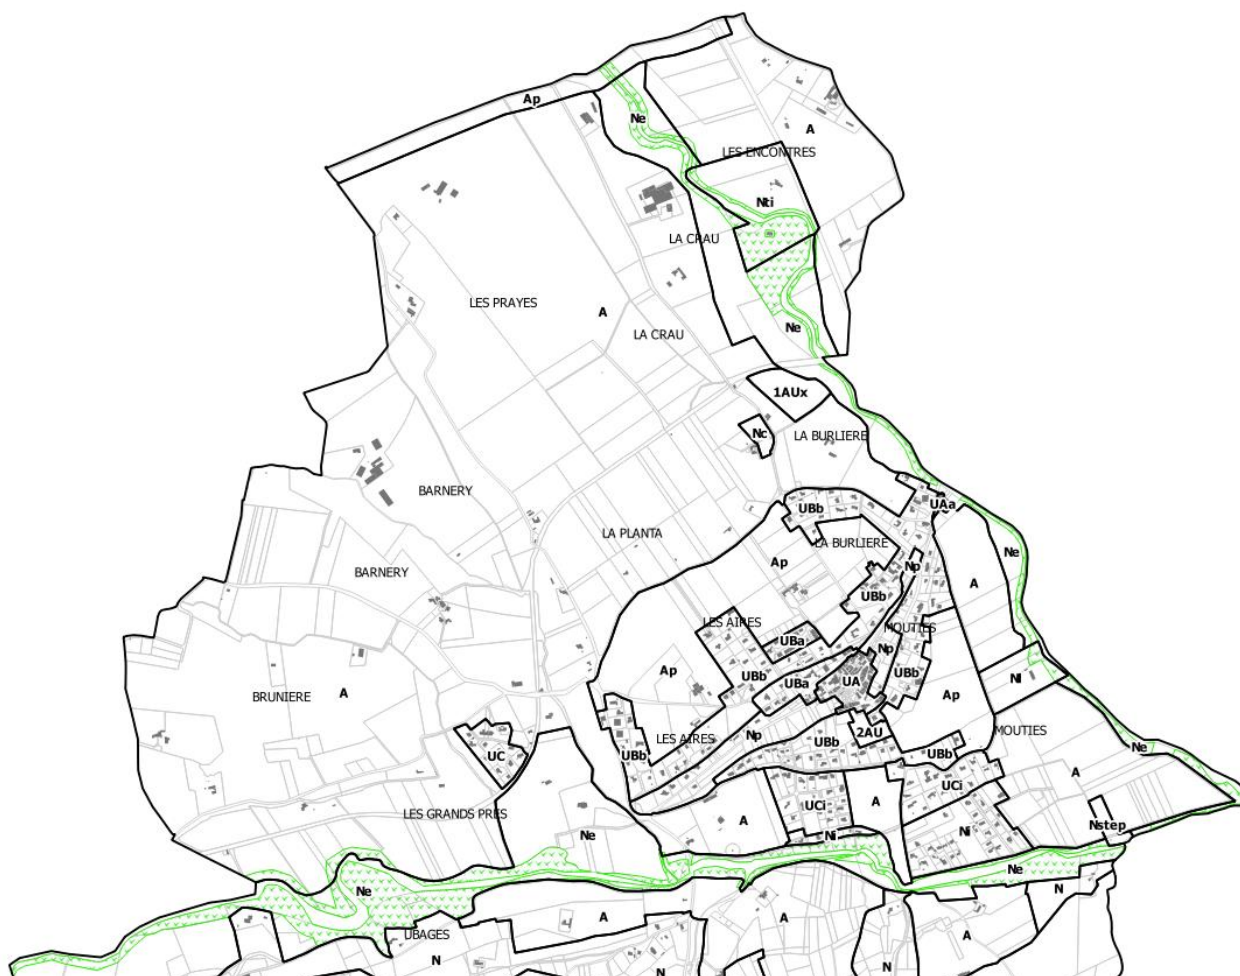 Ap
Ne
A
LES ENCONTRES
Nti
LA CRAU
LES PRAYES
A
Ne
LA CRAU
1AUx
Nc
LA BURLIERE
BARNERY
UAa
UBb
LA PLANTA
LA BURLIERE
Ne
Ap
Np
BARNERY
A
UBb
LES AIRES
MOUTIES
UBa
Np
Ap
UBb
UBa
UA
UBb
Nl
BRUNIERE
A
Ap
LES AIRES
Np
2AU
MOUTIES
UBb
UBb
UBb
Ne
UC
A
UCi
UCi
A
LES GRANDS PRES
A
Ne
Ni
Ni
Nstep
Ne
Ne
N
A
A
UBAGES
A
N
N
N